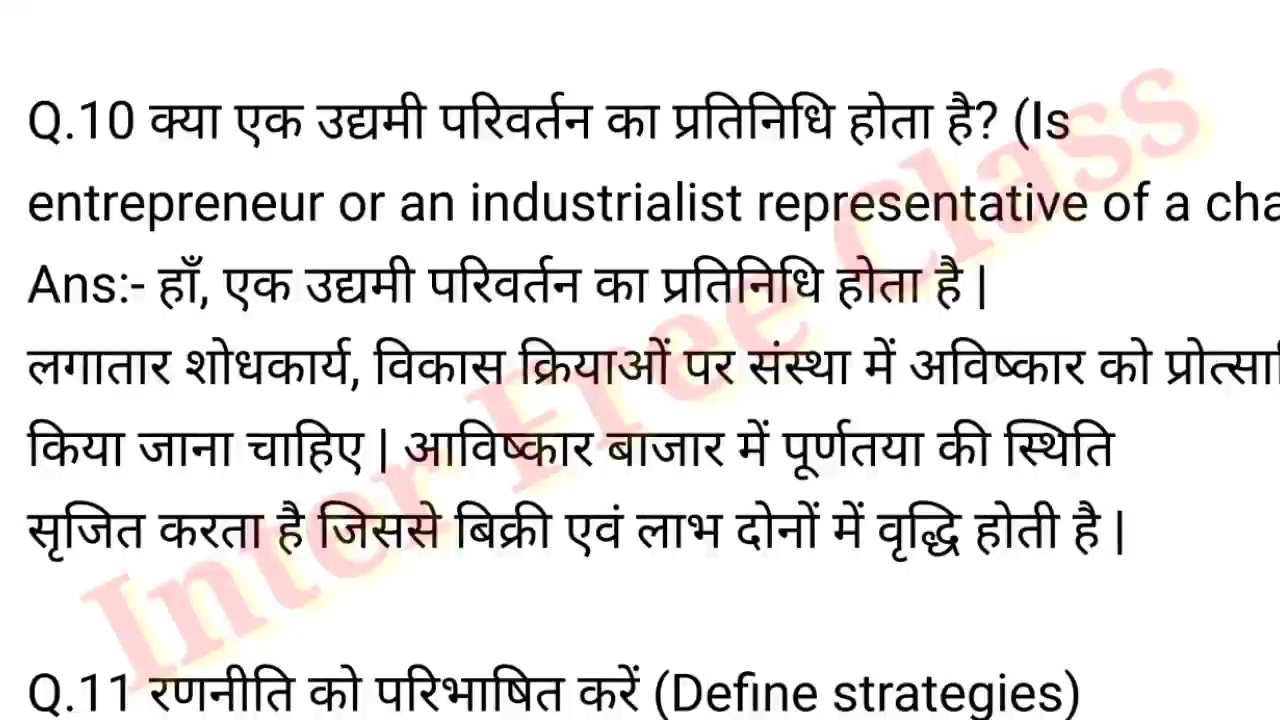 Q.10 क्या एक उद्यमी परिवर्तन का प्रतिनिधि होता है? (Is
entrepreneur or an industrialist representative of a cha
Ans:- हाँ, एक उद्यमी परिवर्तन का प्रतिनिधि होता है |
लगातार शोधकार्य, विकास क्रियाओं पर संस्था में अविष्कार को प्रोत्सा
किया जाना चाहिए | आविष्कार बाजार में पूर्णतया की स्थिति
सृजित करता है जिससे बिक्री एवं लाभ दोनों में वृद्धि होती है |
Q.11 रणनीति को परिभाषित करें (Define strategies)
Inter Free Class